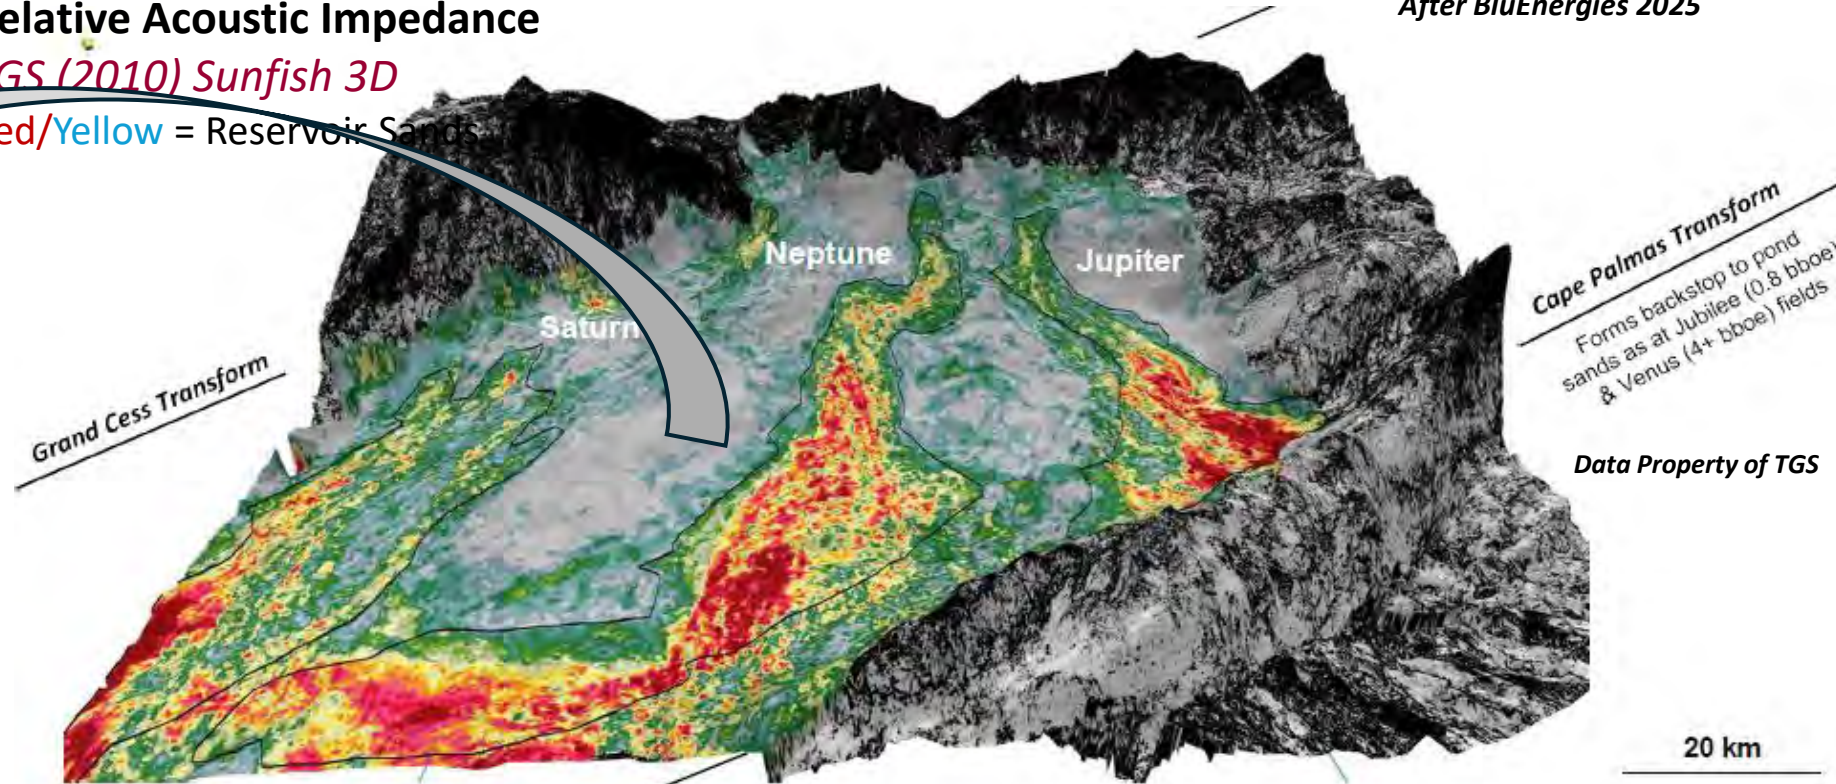 elative Acoustic Impedance
GS (2010) Sunfish 3D
ed/Yellow = Reservoir Sands
After BluEnergies 2025
Neptune
Jupiter
Saturn
Grand Cess Transform
Cape Palmas Transform
Forms backstop to pond
sands as at Jubilee (0.8 bboe)
& Venus (4+ bboe) fields
Data Property of TGS
20 km